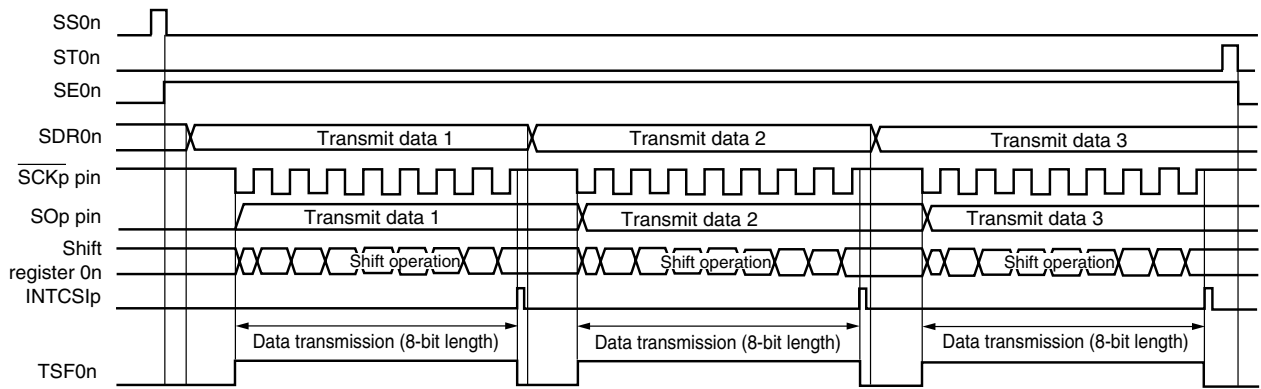 SS0n
ST0n
SE0n
SDR0n Transmit data 1 Transmit data 2 Transmit data 3
SCKp pin
SOp pin Transmit data 1 Transmit data 2 Transmit data 3
Shift
register 0n Shift operation Shift operation Shift operation
INTCSIp
Data transmission (8-bit length) Data transmission (8-bit length) Data transmission (8-bit length)
TSF0n